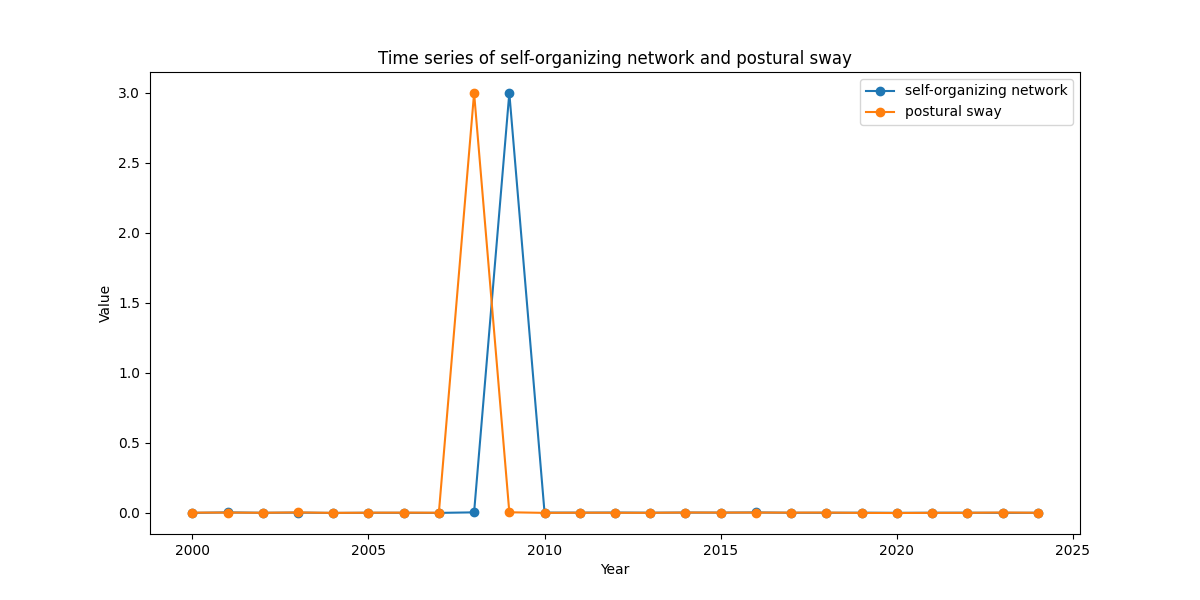 Time series of self-organizing network and postural sway
self-organizing network
postural sway
3.0
2.5
2.0
1.5
1.0
0.5
0.0
Value
2000
2005
2010
2015
2020
2025
Year